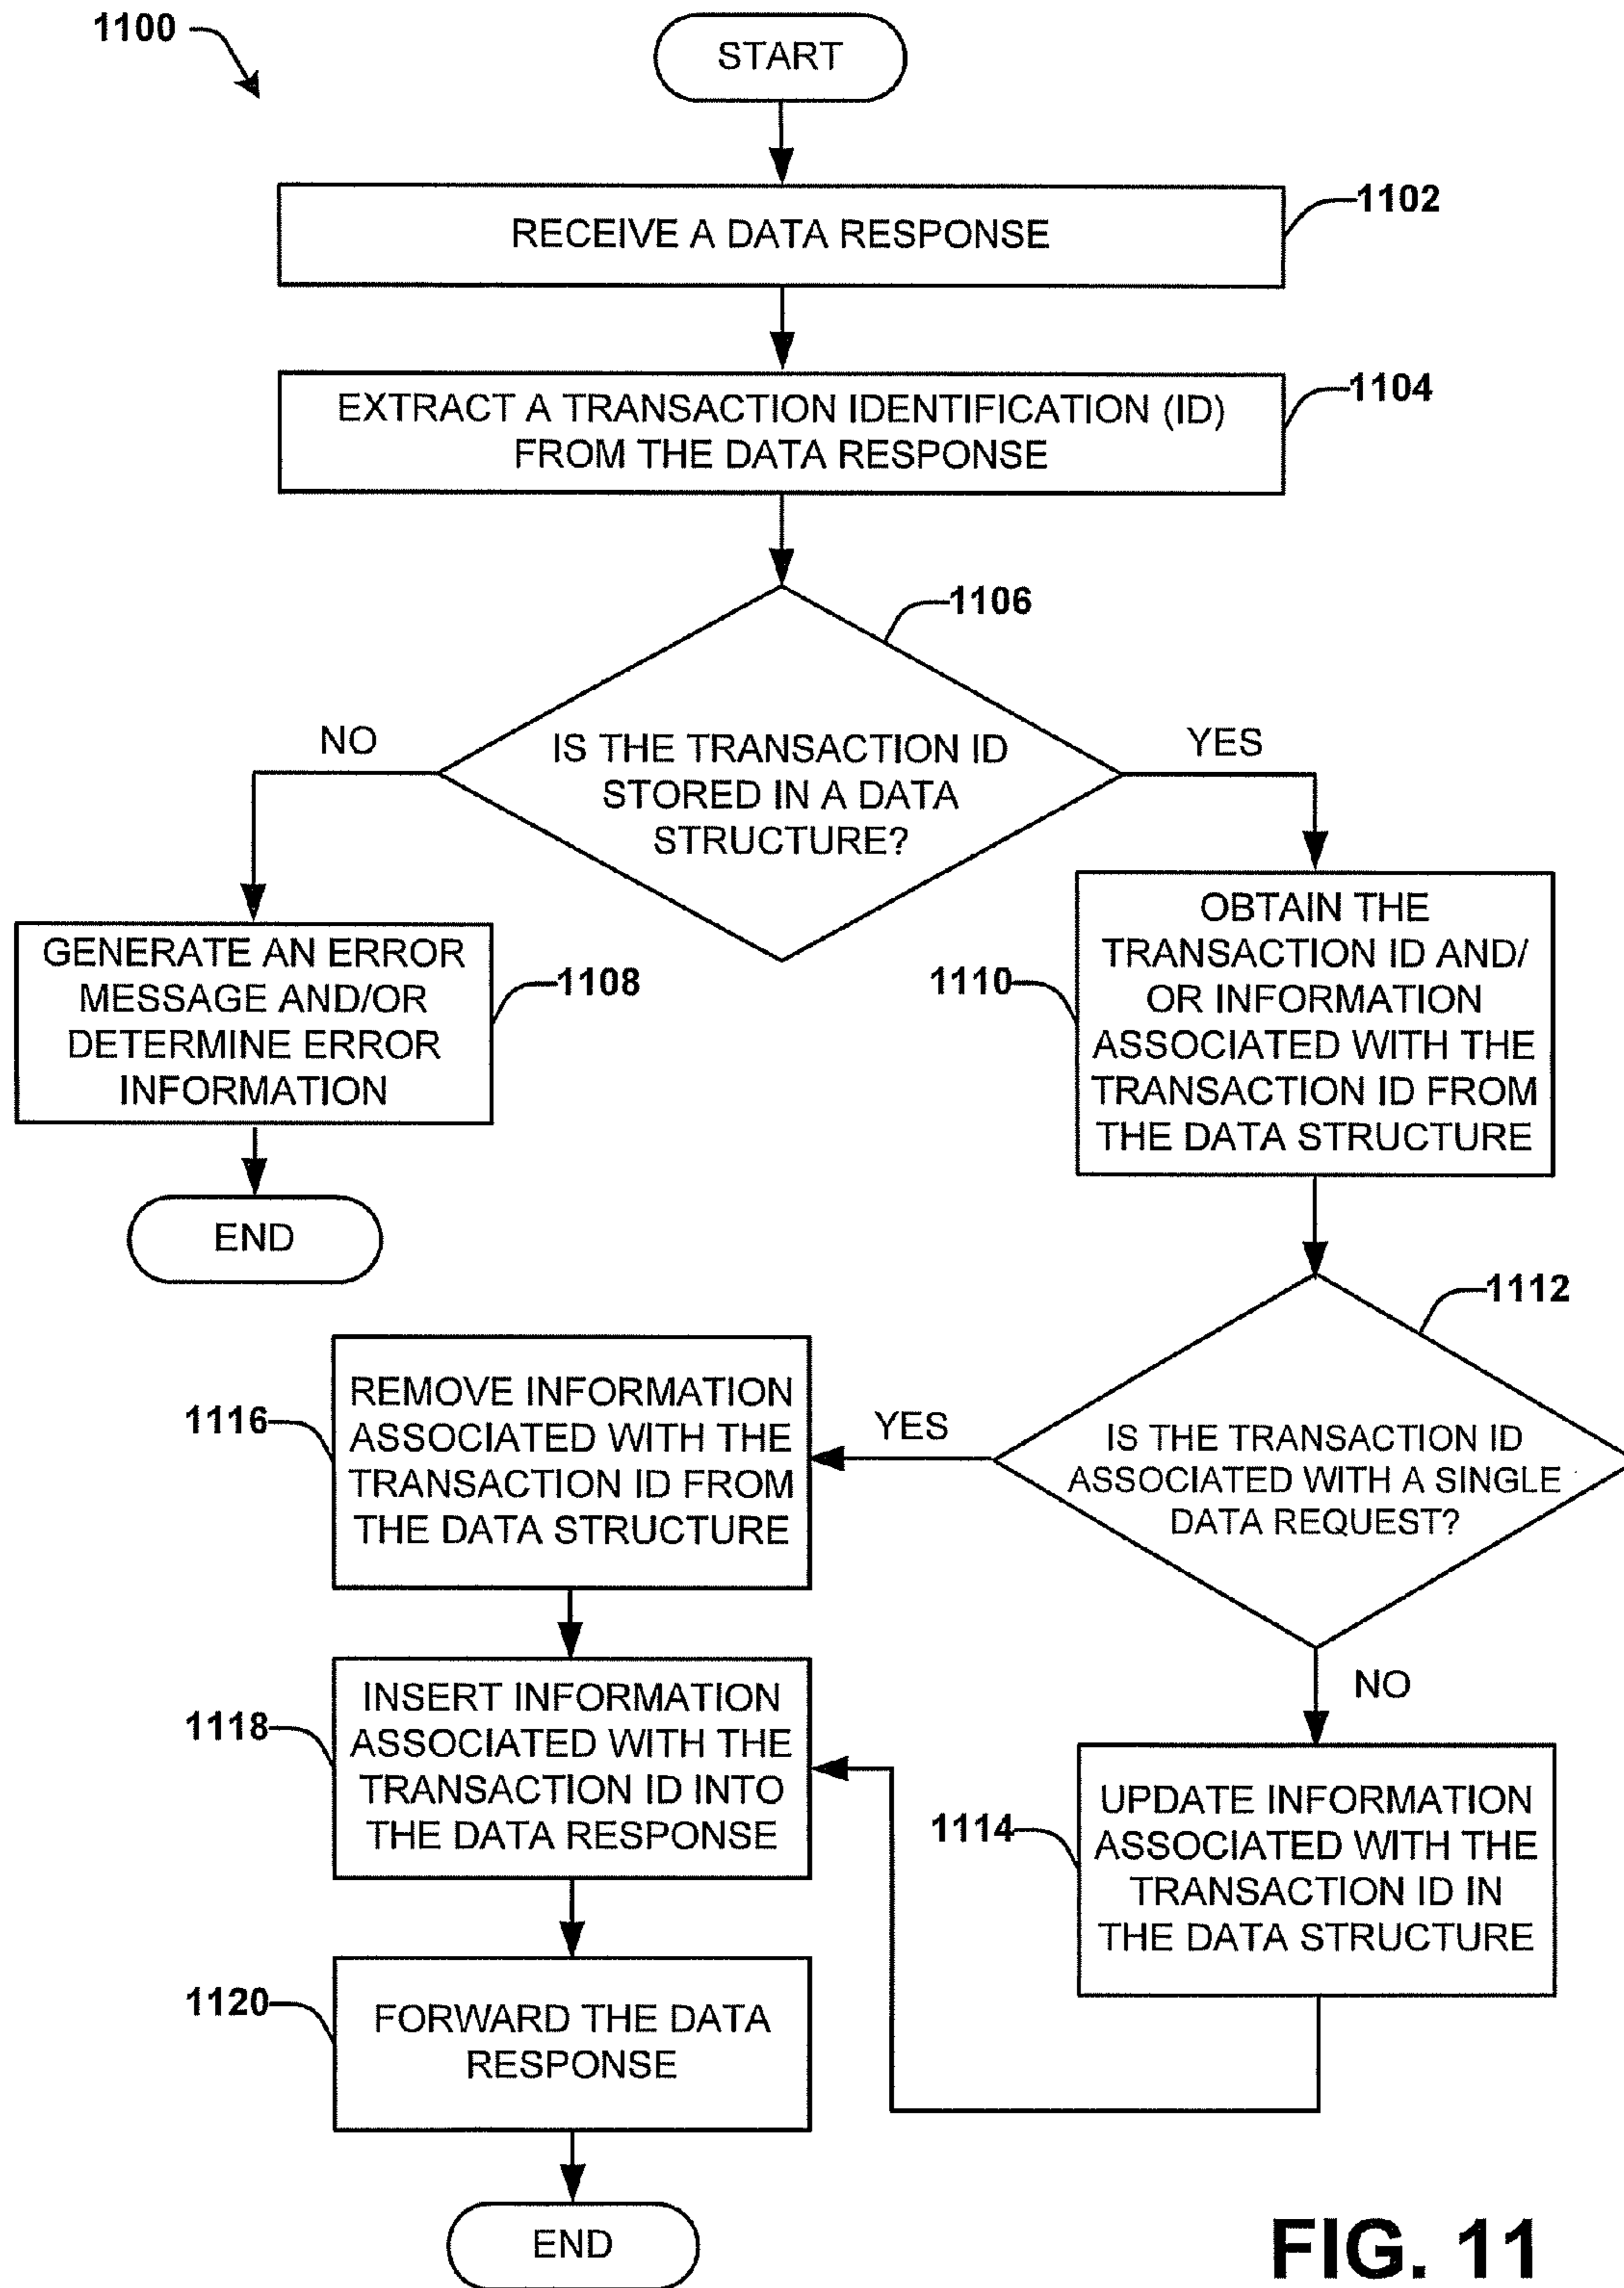 1100
START
RECEIVE A DATA RESPONSE
1102
EXTRACT A TRANSACTION IDENTIFICATION (ID)
FROM THE DATA RESPONSE
1104
1106
IS THE TRANSACTION ID
STORED IN A DATA
STRUCTURE?
NO
YES
GENERATE AN ERROR
MESSAGE AND/OR
DETERMINE ERROR
INFORMATION
1108
END
1110
OBTAIN THE
TRANSACTION ID AND/
OR INFORMATION
ASSOCIATED WITH THE
TRANSACTION ID FROM
THE DATA STRUCTURE
1112
IS THE TRANSACTION ID
ASSOCIATED WITH A SINGLE
DATA REQUEST?
YES
NO
1116
REMOVE INFORMATION
ASSOCIATED WITH THE
TRANSACTION ID FROM
THE DATA STRUCTURE
1118
INSERT INFORMATION
ASSOCIATED WITH THE
TRANSACTION ID INTO
THE DATA RESPONSE
1114
UPDATE INFORMATION
ASSOCIATED WITH THE
TRANSACTION ID IN
THE DATA STRUCTURE
1120
FORWARD THE DATA
RESPONSE
END
FIG. 11